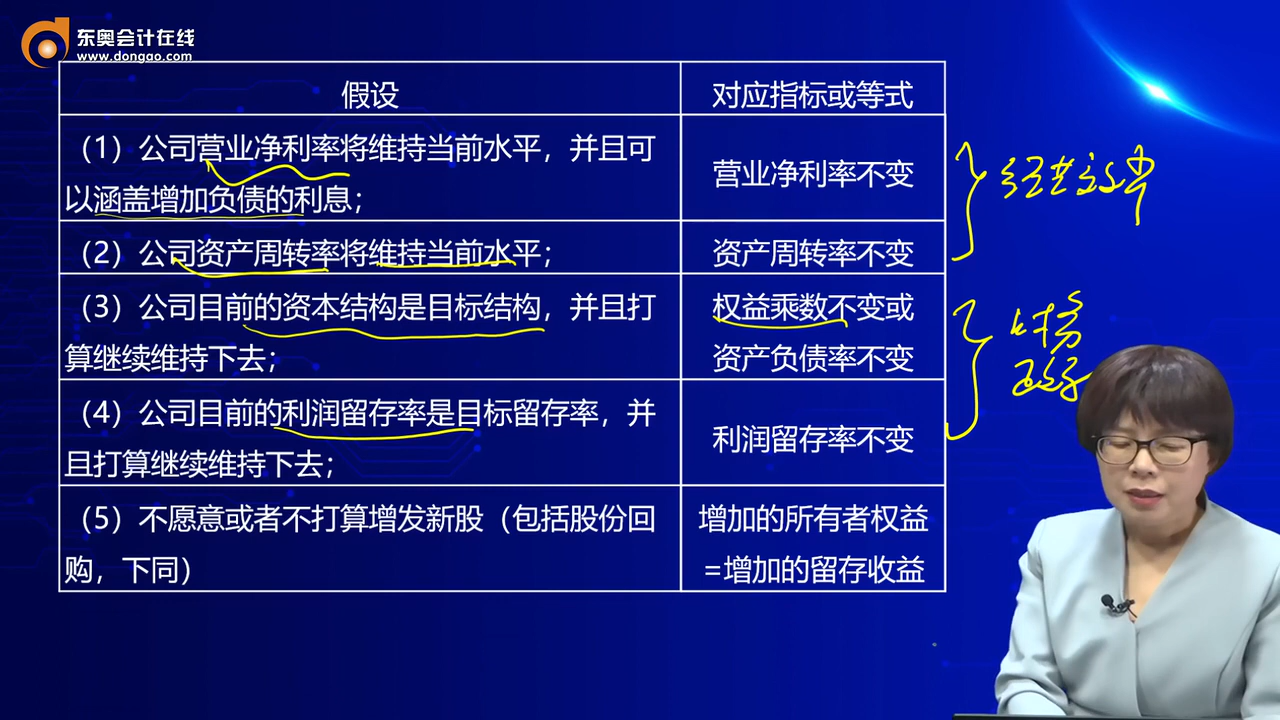 东奥会计在线
www.dongao.com
假设
对应指标或等式
（1）公司营业净利率将维持当前水平，并且可
以涵盖增加负债的利息；
营业净利率不变
（2）公司资产周转率将维持当前水平；
资产周转率不变
（3）公司目前的资本结构是目标结构，并且打
算继续维持下去；
权益乘数不变或
资产负债率不变
（4）公司目前的利润留存率是目标留存率，并
且打算继续维持下去；
利润留存率不变
（5）不愿意或者不打算增发新股（包括股份回
购，下同）
增加的所有者权益
=增加的留存收益